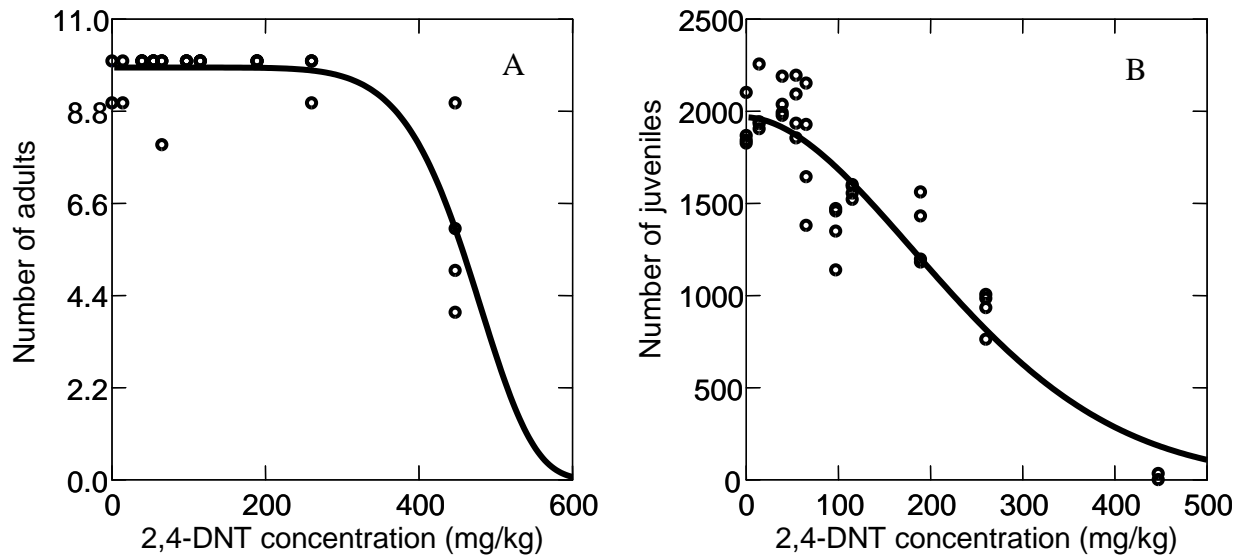 11.0
8.8
6.6
4.4
2.2
0.0
Number of adults
A
0 200 400 600
2,4-DNT concentration (mg/kg)
2500
2000
1500
1000
500
0
Number of juveniles
B
0 100 200 300 400 500
2,4-DNT concentration (mg/kg)